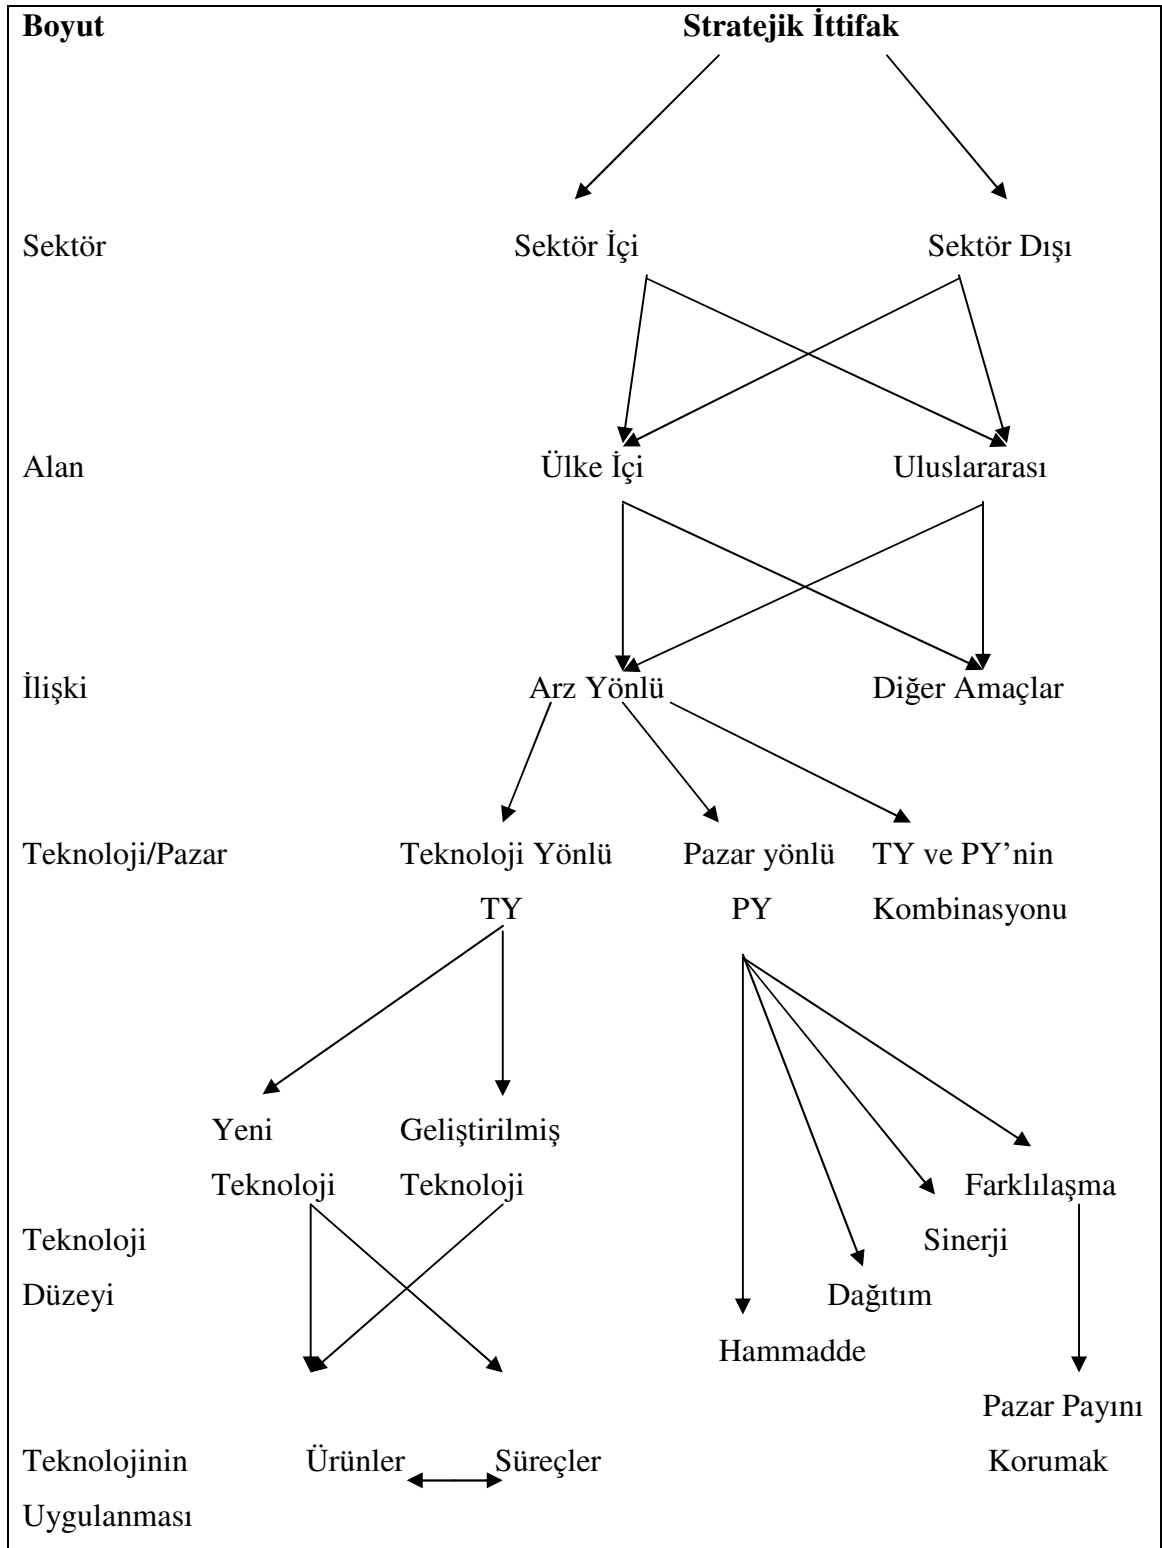 Boyut Stratejik İttifak
Sektör Sektör İçi Sektör Dışı
Alan Ülke İçi Uluslararası
İlişki Arz Yönlü Diğer Amaçlar
Teknoloji/Pazar Teknoloji Yönlü Pazar yönlü TY ve PY’nin
TY PY Kombinasyonu
Yeni Geliştirilmiş
Teknoloji Teknoloji Farklılaşma
Teknoloji Sinerji
Düzeyi Dağıtım
Hammadde
Pazar Payını
Teknolojinin Ürünler Süreçler Korumak
Uygulanması